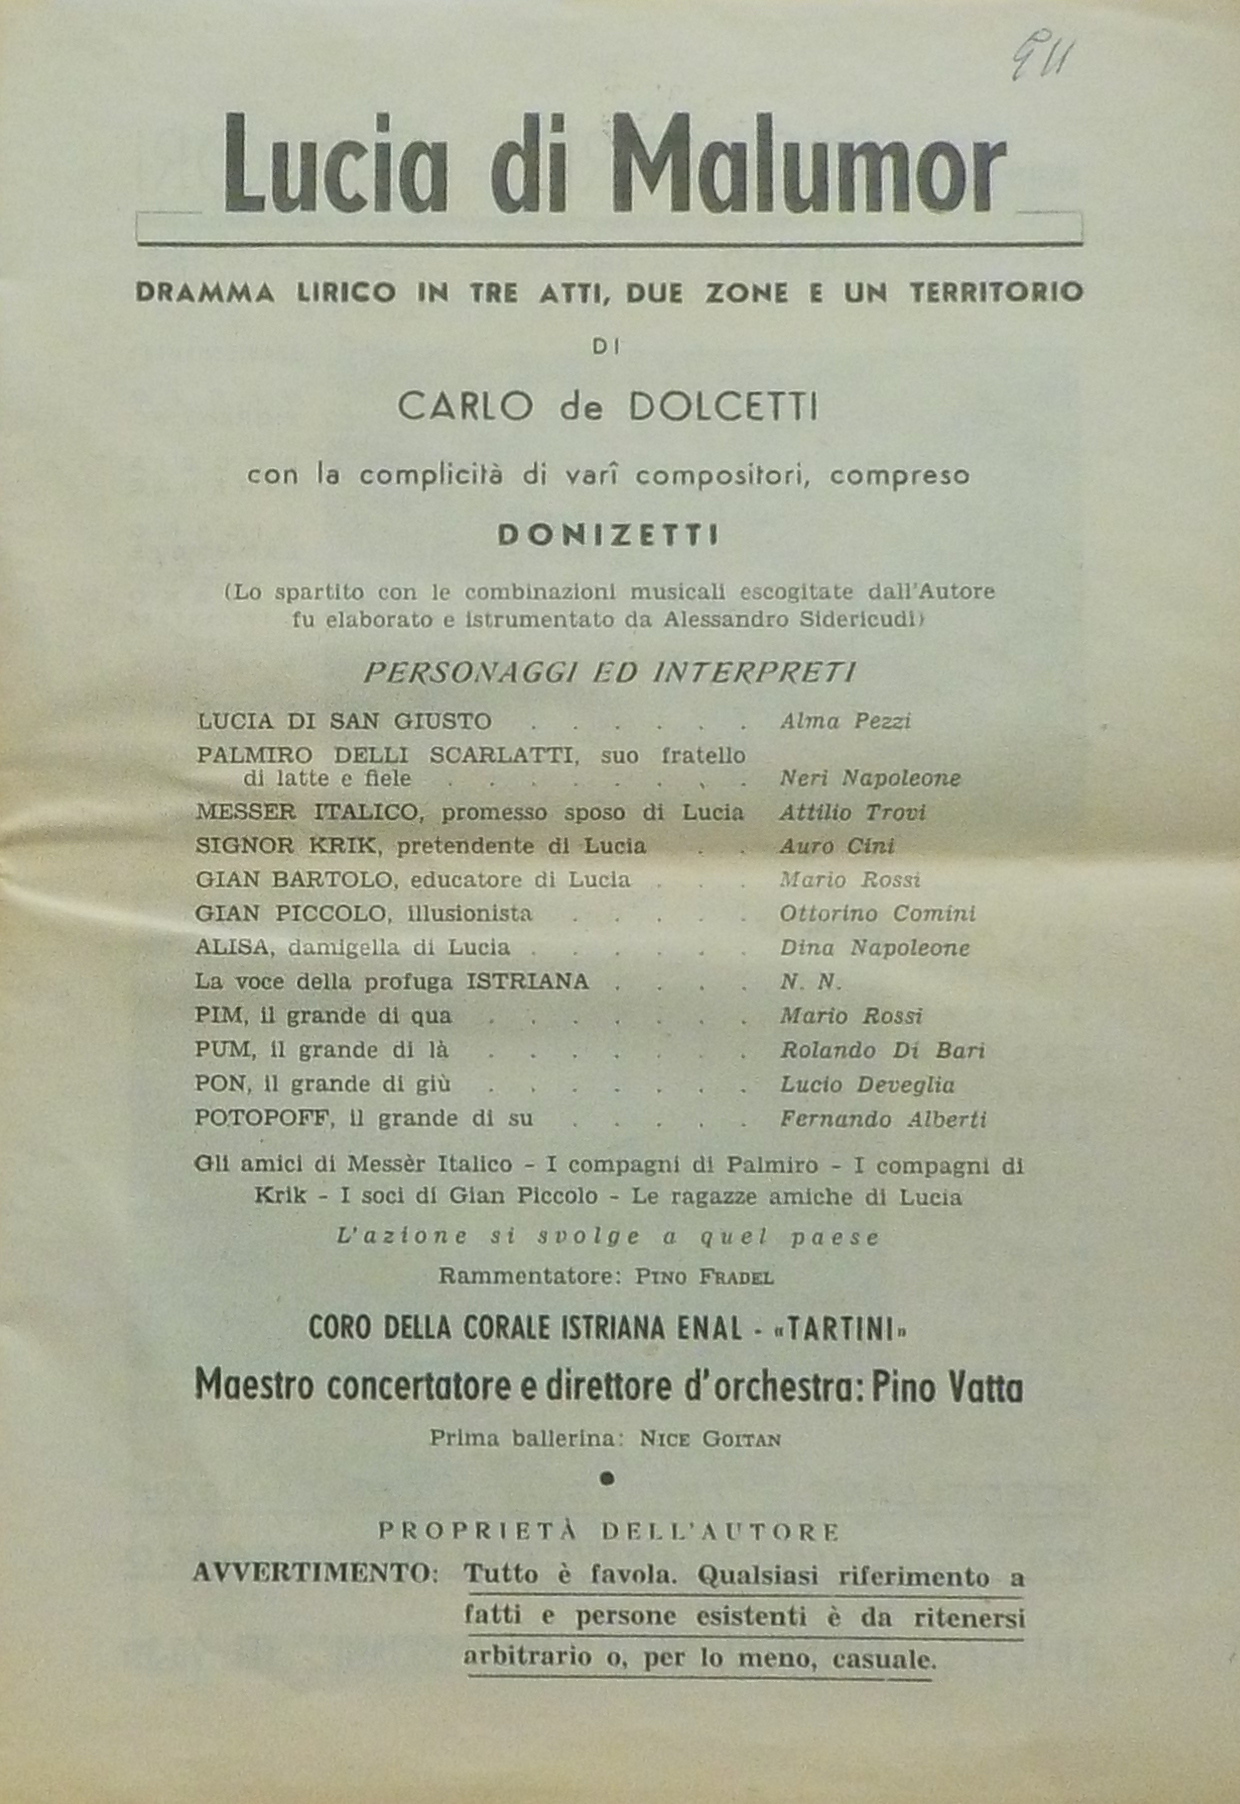 Lucia di Malumor
DRAMMA LIRICO IN TRE ATTI, DUE ZONE E UN TERRITORIO
DI
CARLO de DOLCETTI
con la complicità di varî compositori, compreso
DONIZETTI
(Lo spartito con le combinazioni musicali escogitate dall'Autore
fu elaborato e istrumentato da Alessandro Sidericudi)
PERSONAGGI ED INTERPRETI
LUCIA DI SAN GIUSTO . . . . . . Alma Pezzi
PALMIRO DELLI SCARLATTI, suo fratello
di latte e fiele . . . . . . . . Neri Napoleone
MESSER ITALICO, promesso sposo di Lucia Attilio Trovi
SIGNOR KRIK, pretendente di Lucia . . Auro Cini
GIAN BARTOLO, educatore di Lucia . . . Mario Rossi
GIAN PICCOLO, illusionista . . . . . Ottorino Comini
ALISA, damigella di Lucia . . . . . . Dina Napoleone
La voce della profuga ISTRIANA . . . . N. N.
PIM, il grande di qua . . . . . . . Mario Rossi
PUM, il grande di là . . . . . . . Rolando Di Bari
PON, il grande di giù . . . . . . . Lucio Deveglia
POTOPOFF, il grande di su . . . . . Fernando Alberti
Gli amici di Messèr Italico - I compagni di Palmiro - I compagni di
Krik - I soci di Gian Piccolo - Le ragazze amiche di Lucia
L'azione si svolge a quel paese
Rammentatore: PINO FRADEL
CORO DELLA CORALE ISTRIANA ENAL - «TARTINI»
Maestro concertatore e direttore d'orchestra: Pino Vatta
Prima ballerina: NICE GOITAN
PROPRIETÀ DELL'AUTORE
AVVERTIMENTO: Tutto è favola. Qualsiasi riferimento a
fatti e persone esistenti è da ritenersi
arbitrario o, per lo meno, casuale.